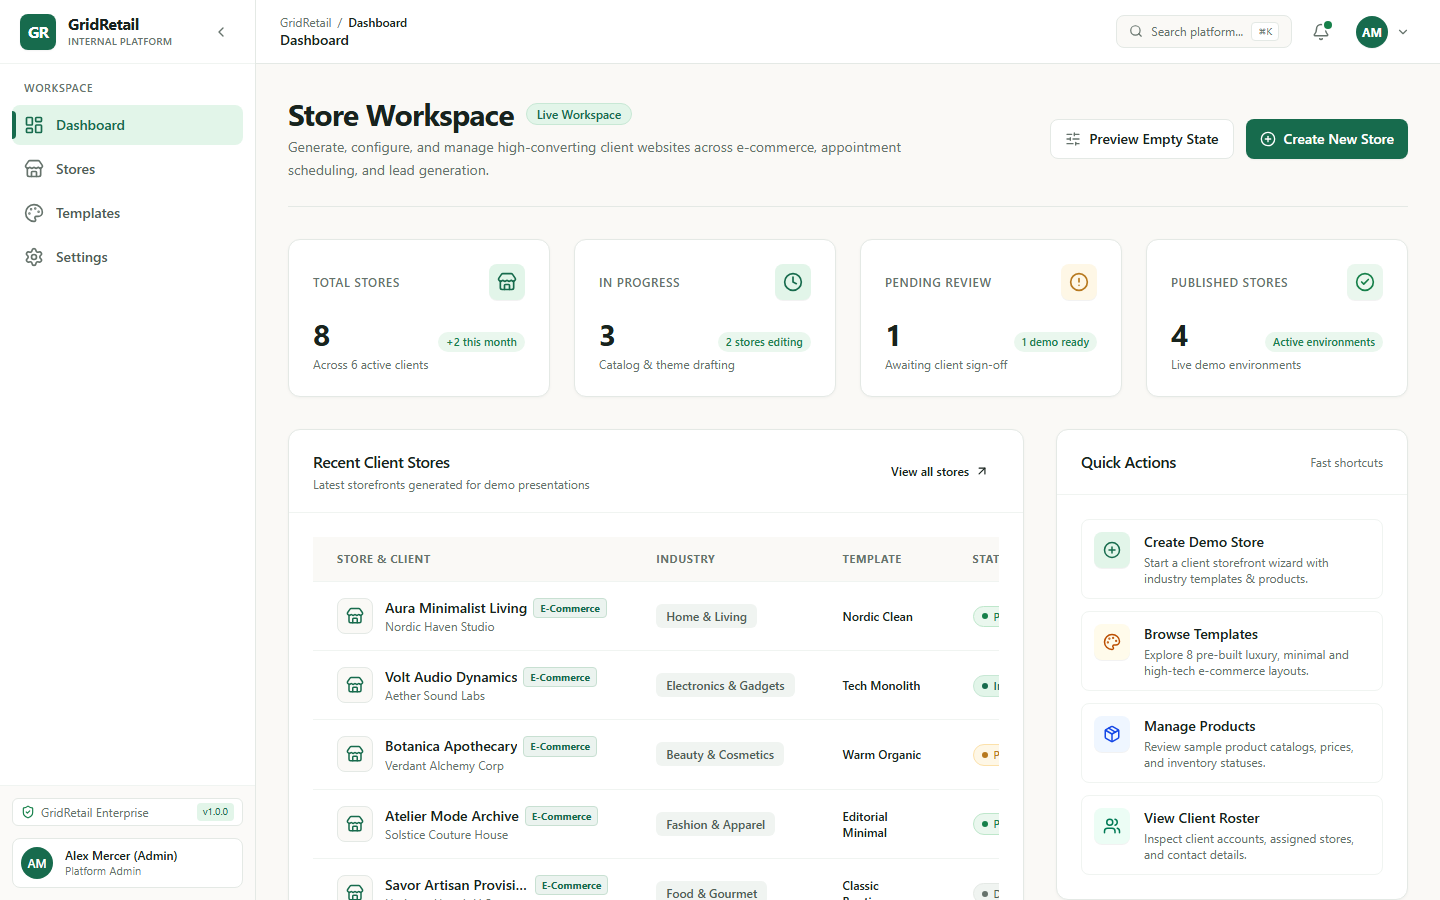 GR
GridRetail
INTERNAL PLATFORM
WORKSPACE
Dashboard
Stores
Templates
Settings
GridRetail Enterprise
v1.0.0
AM
Alex Mercer (Admin)
Platform Admin
GridRetail / Dashboard
Dashboard
Search platform...
⌘K
AM
Store Workspace
Live Workspace
Generate, configure, and manage high-converting client websites across e-commerce, appointment
scheduling, and lead generation.
Preview Empty State
Create New Store
TOTAL STORES
8
+2 this month
Across 6 active clients
IN PROGRESS
3
2 stores editing
Catalog & theme drafting
PENDING REVIEW
1
1 demo ready
Awaiting client sign-off
PUBLISHED STORES
4
Active environments
Live demo environments
Recent Client Stores
Latest storefronts generated for demo presentations
View all stores
STORE & CLIENT INDUSTRY TEMPLATE STAT
Aura Minimalist Living E-Commerce
Nordic Haven Studio
Home & Living
Nordic Clean
P
Volt Audio Dynamics E-Commerce
Aether Sound Labs
Electronics & Gadgets
Tech Monolith
Botanica Apothecary E-Commerce
Verdant Alchemy Corp
Beauty & Cosmetics
Warm Organic
P
Atelier Mode Archive E-Commerce
Solstice Couture House
Fashion & Apparel
Editorial
Minimal
P
Savor Artisan Provisi... E-Commerce
Food & Gourmet
Classic
D
Quick Actions
Fast shortcuts
Create Demo Store
Start a client storefront wizard with
industry templates & products.
Browse Templates
Explore 8 pre-built luxury, minimal and
high-tech e-commerce layouts.
Manage Products
Review sample product catalogs, prices,
and inventory statuses.
View Client Roster
Inspect client accounts, assigned stores,
and contact details.